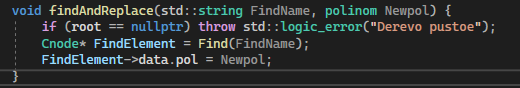 void findAndReplace(std::string FindName, polinom Newpol) {
if (root == nullptr) throw std::logic_error("Derevo pustoe");
Cnode* FindElement = Find(FindName);
FindElement->data.pol = Newpol;
}